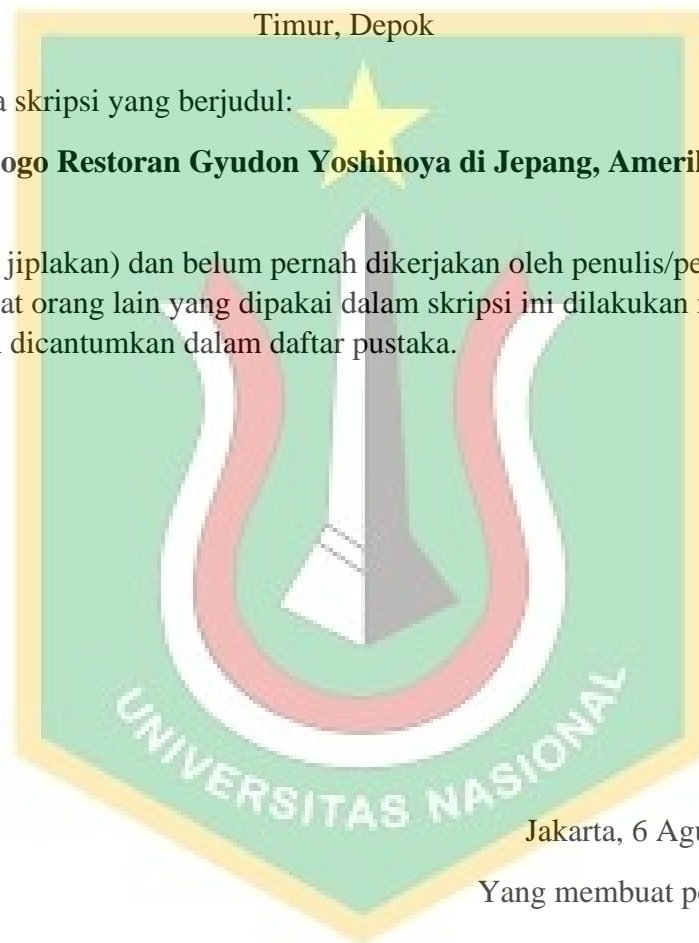 Timur, Depok
skripsi yang berjudul:
ogo Restoran Gyudon Yoshinoya di Jepang, Ameri
jiplakan) dan belum pernah dikerjakan oleh penulis/pe
at orang lain yang dipakai dalam skripsi ini dilakukan
dicantumkan dalam daftar pustaka.
UNIVERSITAS NASIONAL
Jakarta, 6 Agu
Yang membuat pe